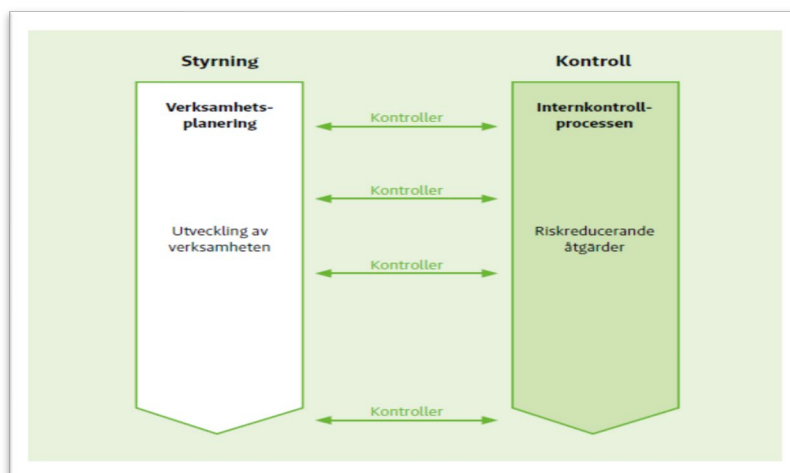 Styrning
Kontroll
Verksamhets-
planering
Utveckling av
verksamheten
Kontroller
Kontroller
Kontroller
Kontroller
Internkontroll-
processen
Riskreducerande
åtgärder